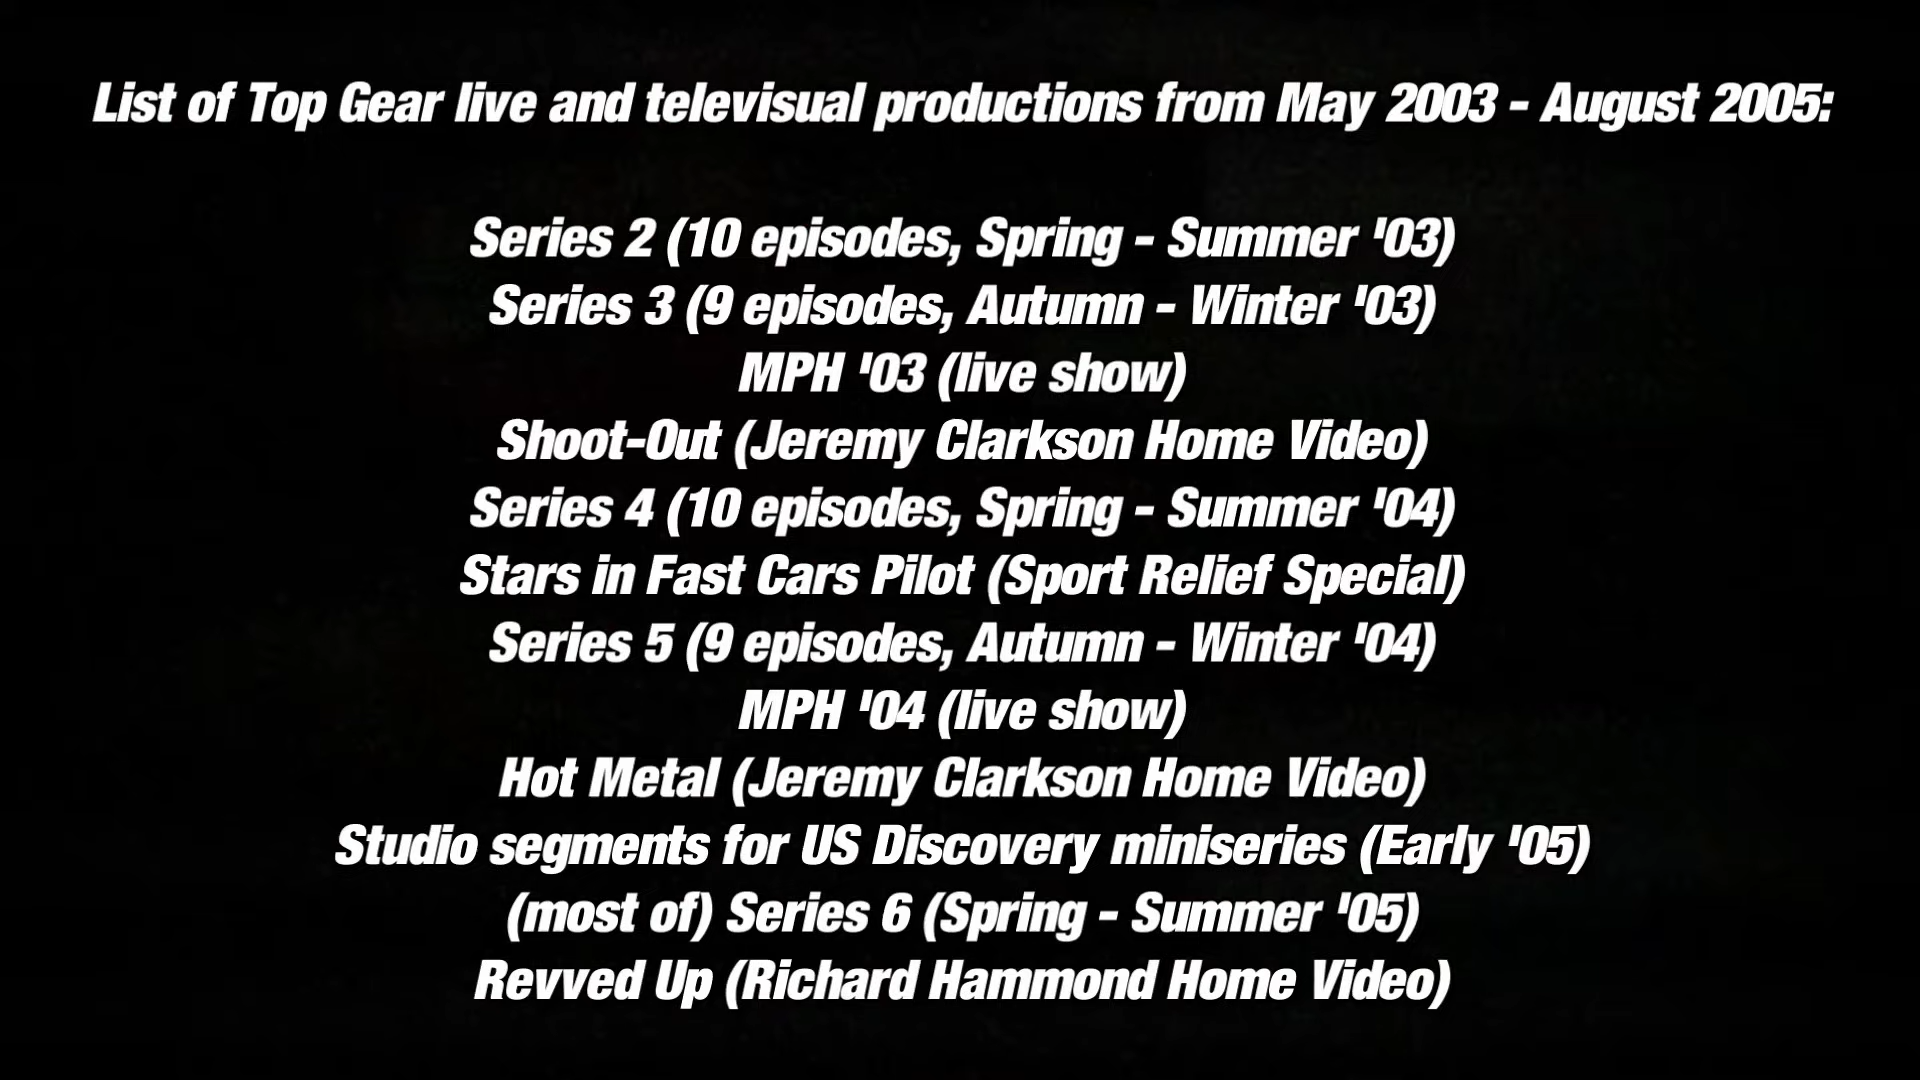 List of Top Gear live and televisual productions from May 2003 - August 2005:
Series 2 (10 episodes, Spring - Summer '03)
Series 3 (9 episodes, Autumn - Winter '03)
MPH '03 (live show)
Shoot-Out (Jeremy Clarkson Home Video)
Series 4 (10 episodes, Spring - Summer '04)
Stars in Fast Cars Pilot (Sport Relief Special)
Series 5 (9 episodes, Autumn - Winter '04)
MPH '04 (live show)
Hot Metal (Jeremy Clarkson Home Video)
Studio segments for US Discovery miniseries (Early '05)
(most of) Series 6 (Spring - Summer '05)
Revved Up (Richard Hammond Home Video)